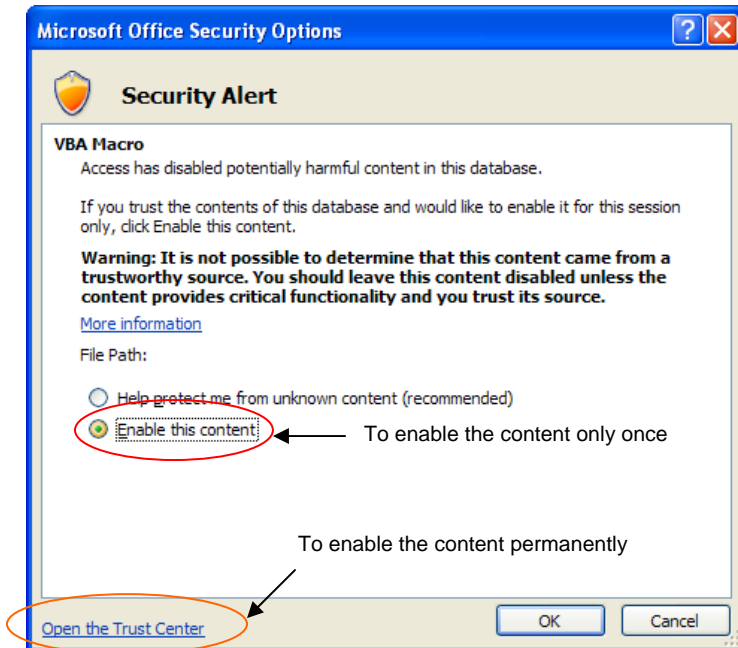 Microsoft Office Security Options
Security Alert
VBA Macro
Access has disabled potentially harmful content in this database.
If you trust the contents of this database and would like to enable it for this session
only, click Enable this content.
Warning: It is not possible to determine that this content came from a
trustworthy source. You should leave this content disabled unless the
content provides critical functionality and you trust its source.
More information
File Path:
Help protect me from unknown content (recommended)
Enable this content
To enable the content only once
To enable the content permanently
Open the Trust Center
OK
Cancel